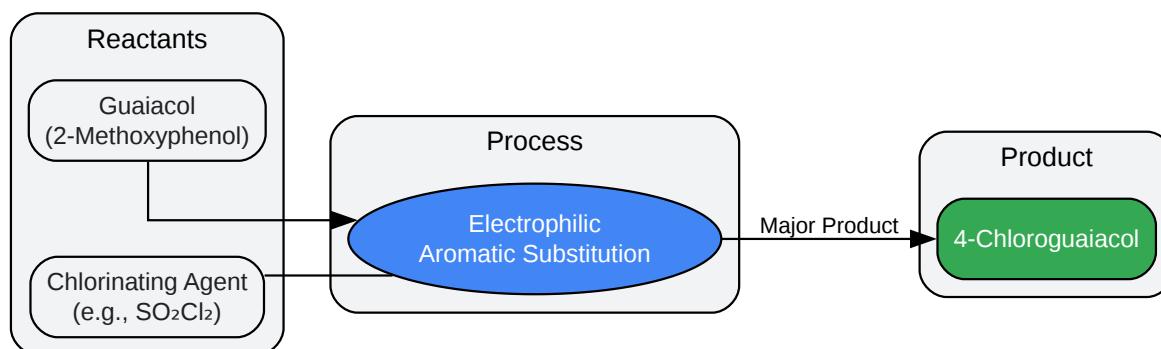 Reactants
Guaiacol
(2-Methoxyphenol)
Chlorinating Agent
(e.g., SO₂Cl₂)
Process
Electrophilic
Aromatic Substitution
Major Product
Product
4-Chloroguaiacol